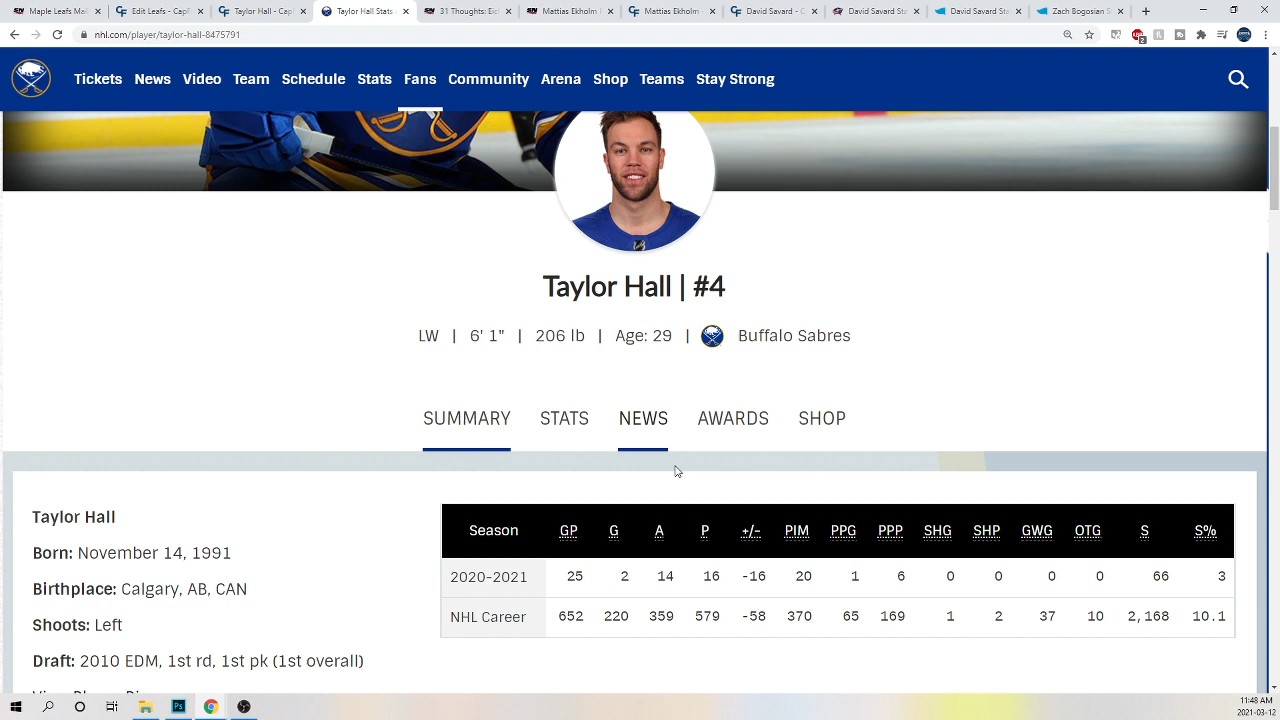 Maple Leafs Mai
Edit Leafs - CapF
Taylor Hall - CapF
Taylor Hall Stats
31 Thoughts: Eic
Mattias Ekholm
Mattias Ekholm
David Savard - C
David Savard Sta
David Savard Sta
Zach Bogosian S
nhl.com/player/taylor-hall-8475791
2
Tickets News Video Team Schedule Stats Fans Community Arena Shop Teams Stay Strong
Taylor Hall | #4
LW | 6' 1" | 206 lb | Age: 29 | Buffalo Sabres
SUMMARY STATS NEWS AWARDS SHOP
Taylor Hall
Born: November 14, 1991
Birthplace: Calgary, AB, CAN
Shoots: Left
Draft: 2010 EDM, 1st rd, 1st pk (1st overall)
Season GP G A P +/- PIM PPG PPP SHG SHP GWG OTG S S%
2020-2021 25 2 14 16 -16 20 1 6 0 0 0 0 66 3
NHL Career 652 220 359 579 -58 370 65 169 1 2 37 10 2,168 10.1
Ps
11:48 AM
2021-03-12